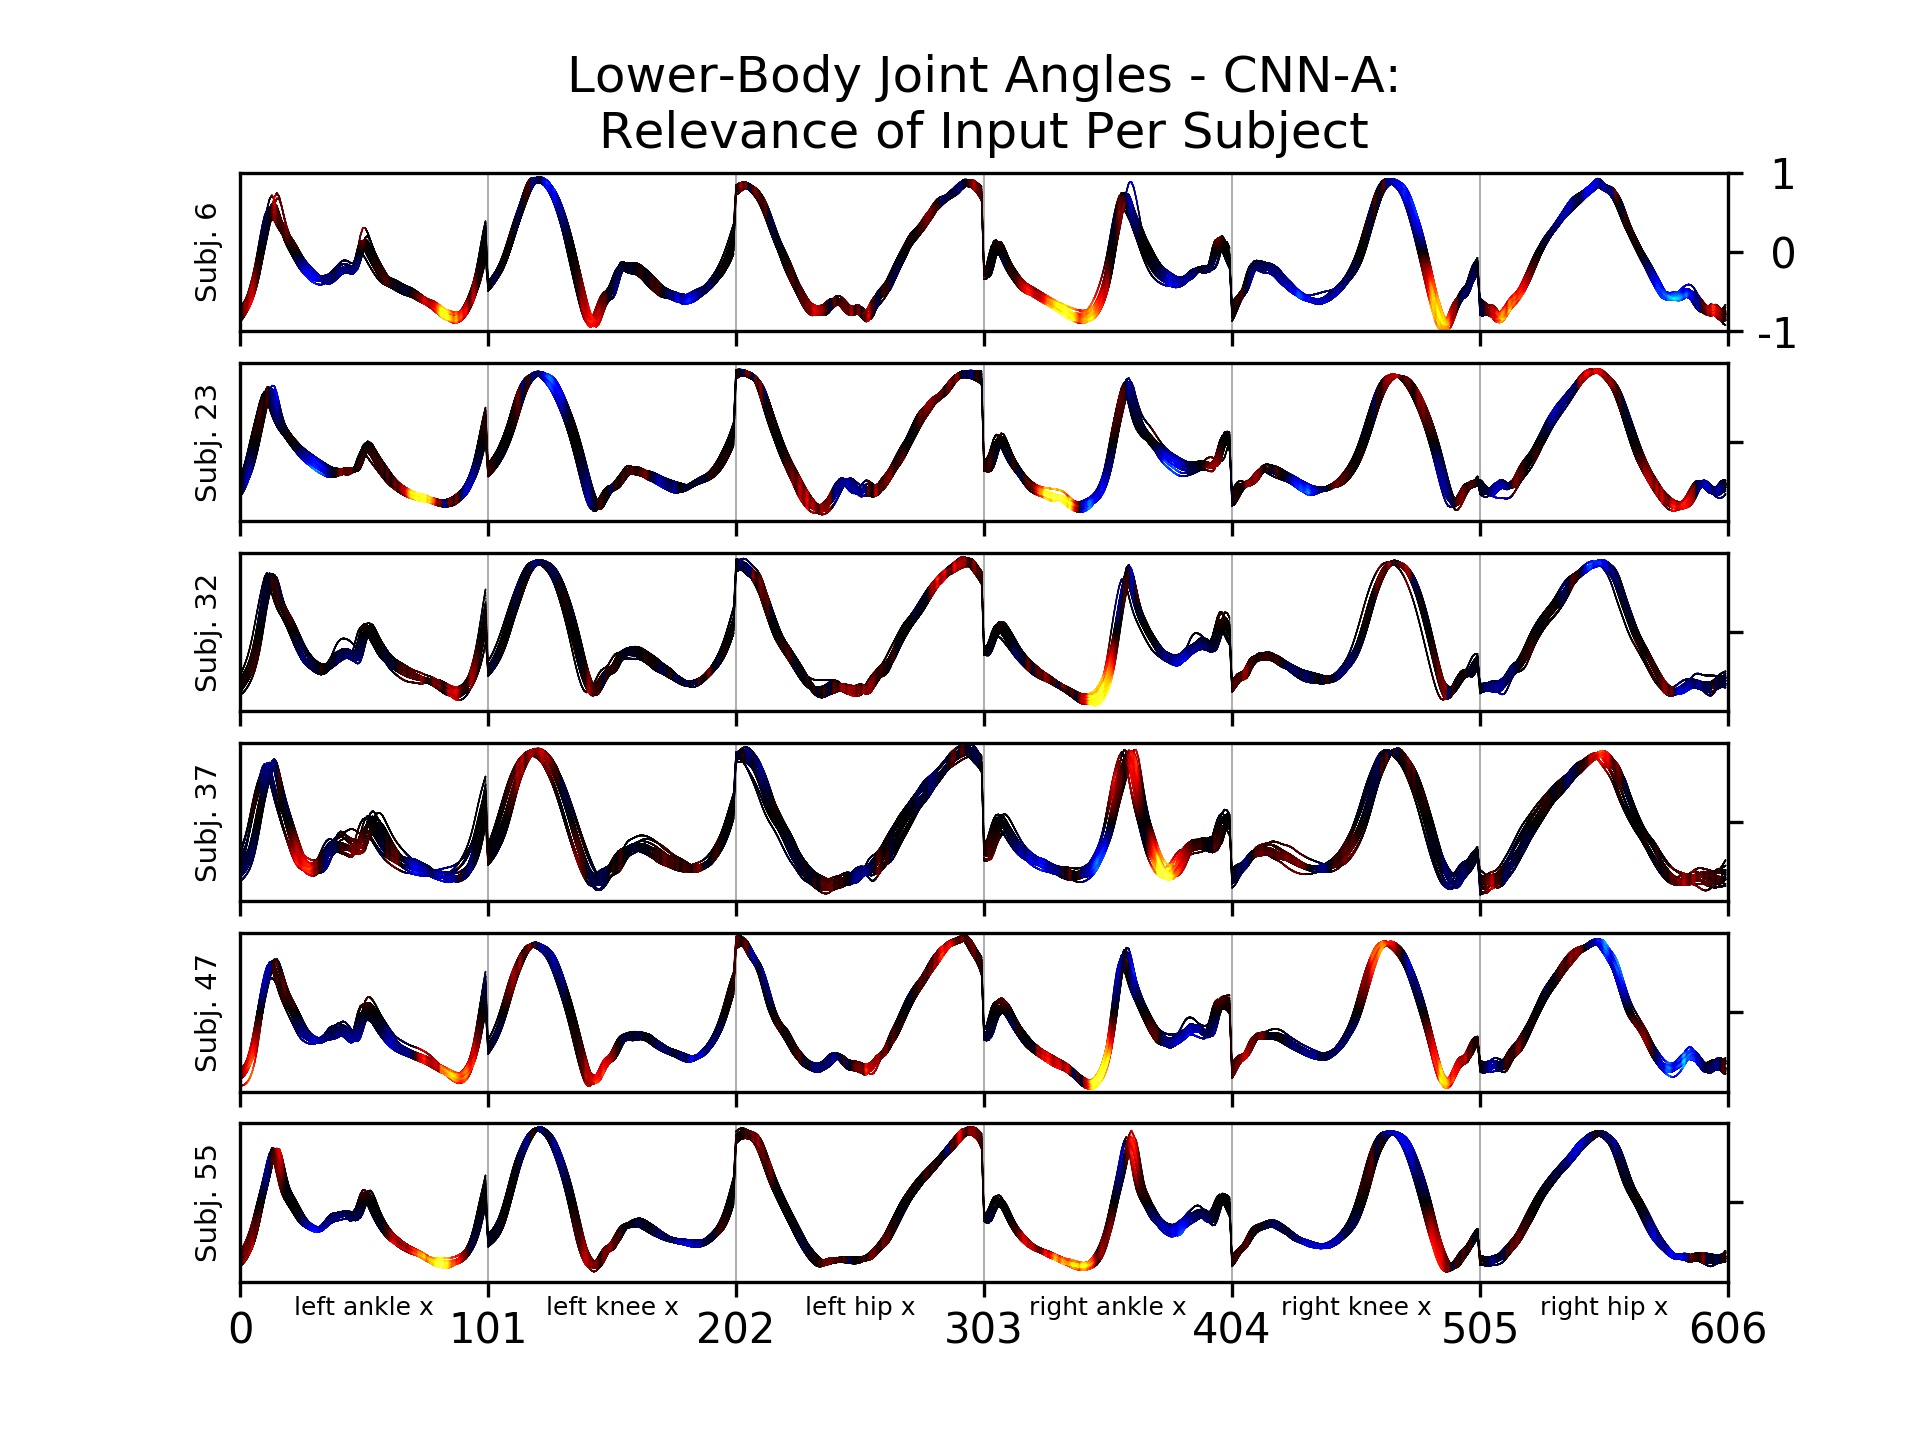 Lower-Body Joint Angles - CNN-A:
Relevance of Input Per Subject
Subj. 6
1
0
-1
Subj. 23
Subj. 32
Subj. 37
Subj. 47
Subj. 55
left ankle x left knee x left hip x right ankle x right knee x right hip x
0 101 202 303 404 505 606